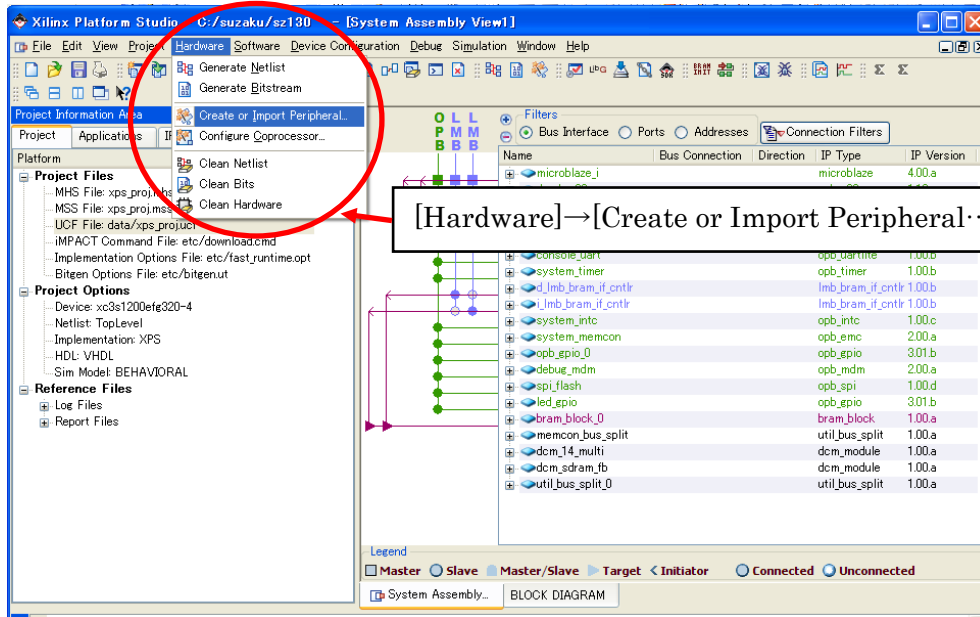 Xilinx Platform Studio - C:/suzaku/sz130 - [System Assembly View1]
File Edit View Project Hardware Software Device Configuration Debug Simulation Window Help
Generate Netlist
Generate Bitstream
Create or Import Peripheral...
Configure Coprocessor...
Clean Netlist
Clean Bits
Clean Hardware
Project Information Area
Project Applications
Platform
Project Files
MHS File: xps_proj.mhs
MSS File: xps_proj.mss
UCF File: data/xps_proj.ucf
iMPACT Command File: etc/download.cmd
Implementation Options File: etc/fast_runtime.opt
Bitgen Options File: etc/bitgen.ut
Project Options
Device: xc3s1200efg320-4
Netlist: TopLevel
Implementation: XPS
HDL: VHDL
Sim Model: BEHAVIORAL
Reference Files
Log Files
Report Files
O L L
P M M
B B B
Filters
Bus Interface Ports Addresses Connection Filters
Name Bus Connection Direction IP Type IP Version
microblaze_i microblaze 4.00.a
[Hardware]→[Create or Import Peripheral‥
console_uart opb_uartlite 1.00.b
system_timer opb_timer 1.00.b
d_lmb_bram_if_cntlr lmb_bram_if_cntlr 1.00.b
i_lmb_bram_if_cntlr lmb_bram_if_cntlr 1.00.b
system_intc opb_intc 1.00.c
system_memcon opb_emc 2.00.a
opb_gpio_0 opb_gpio 3.01.b
debug_mdm opb_mdm 2.00.a
spi_flash opb_spi 1.00.d
led_gpio opb_gpio 3.01.b
bram_block_0 bram_block 1.00.a
memcon_bus_split util_bus_split 1.00.a
dcm_14_multi dcm_module 1.00.a
dcm_sdram_fb dcm_module 1.00.a
util_bus_split_0 util_bus_split 1.00.a
Legend
Master Slave Master/Slave Target Initiator Connected Unconnected
System Assembly... BLOCK DIAGRAM